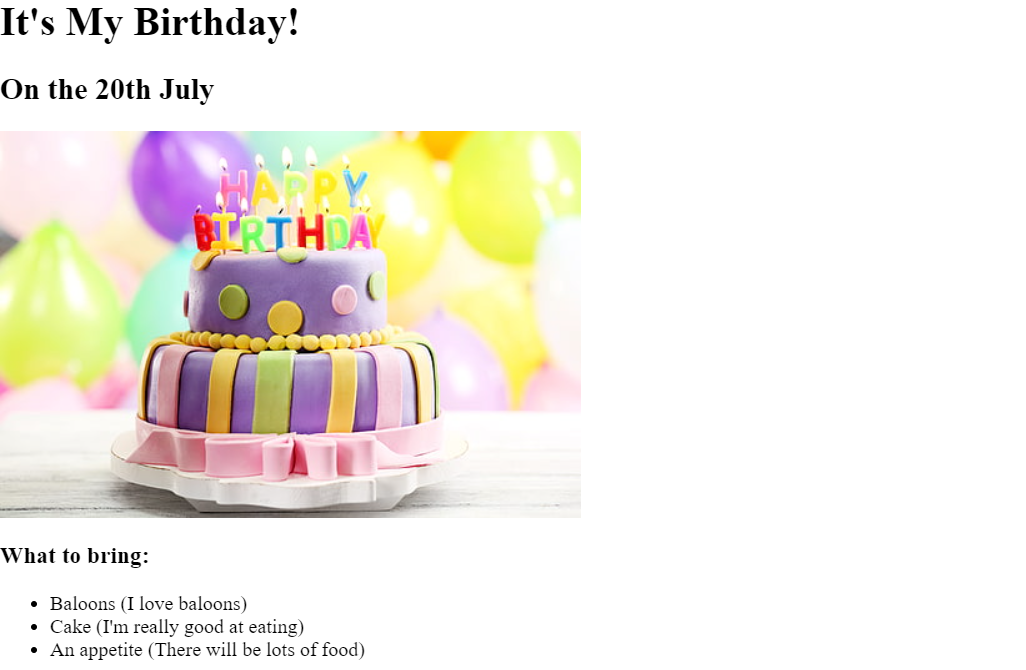 It's My Birthday!
On the 20th July
HAPPY
BIRTHDAY
What to bring:
Baloons (I love baloons)
Cake (I'm really good at eating)
An appetite (There will be lots of food)